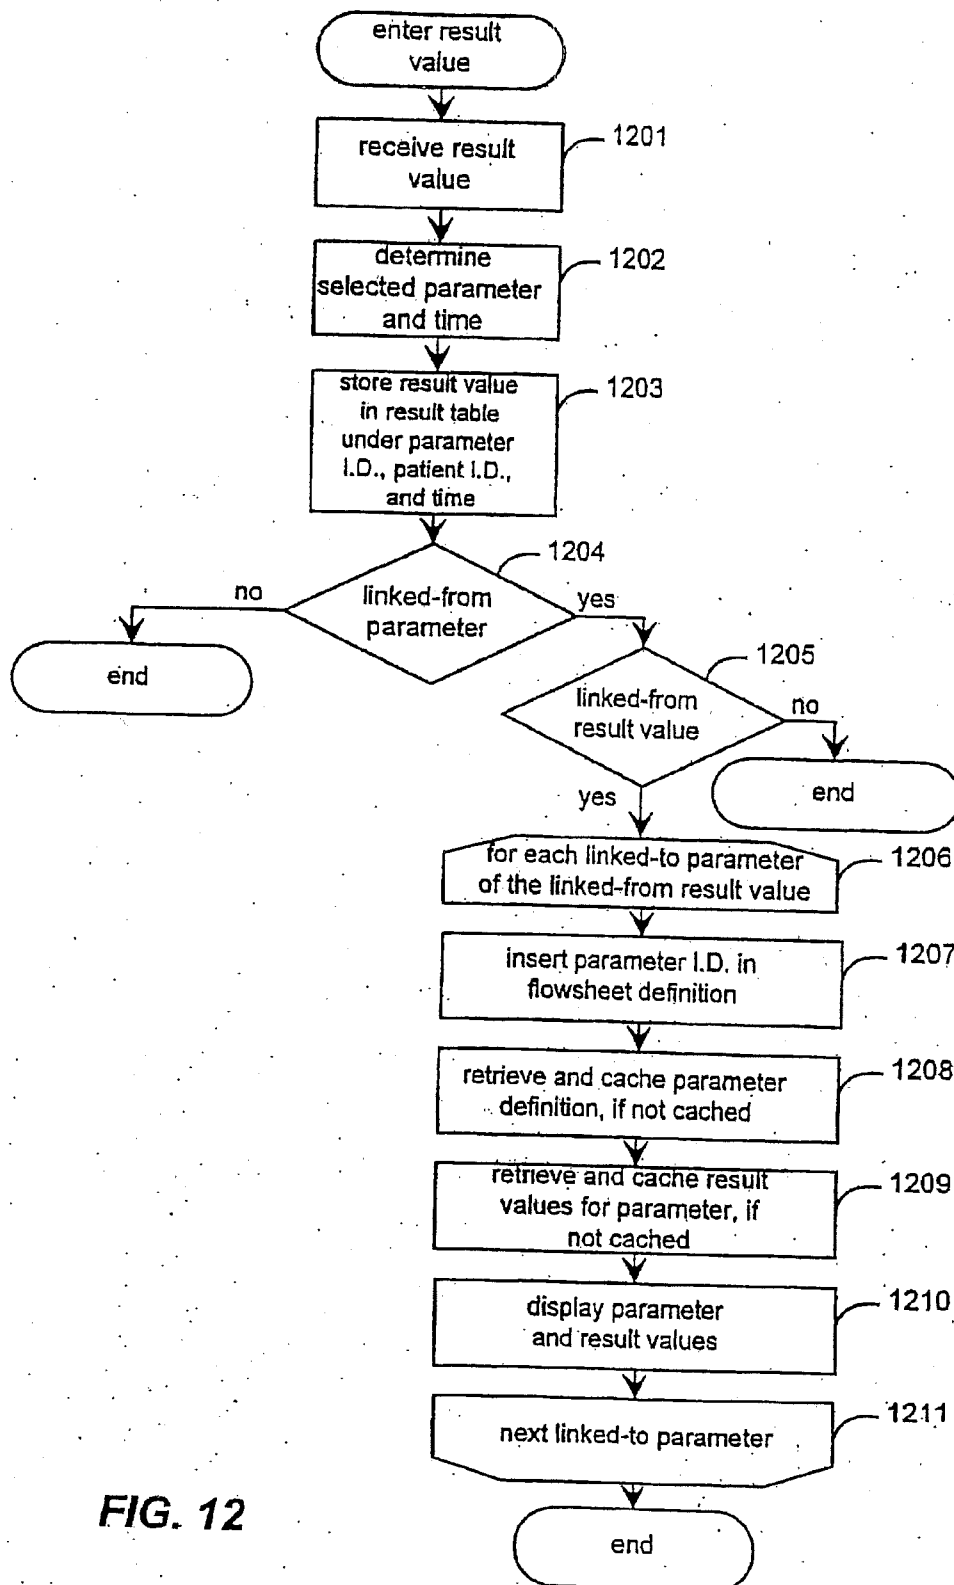 enter result
value
receive result
value
1201
determine
selected parameter
and time
1202
store result value
in result table
under parameter
I.D., patient I.D.,
and time
1203
1204
linked-from
parameter
no
yes
end
1205
linked-from
result value
no
yes
end
for each linked-to parameter
of the linked-from result value
1206
insert parameter I.D. in
flowsheet definition
1207
retrieve and cache parameter
definition, if not cached
1208
retrieve and cache result
values for parameter, if
not cached
1209
display parameter
and result values
1210
next linked-to parameter
1211
end
FIG. 12